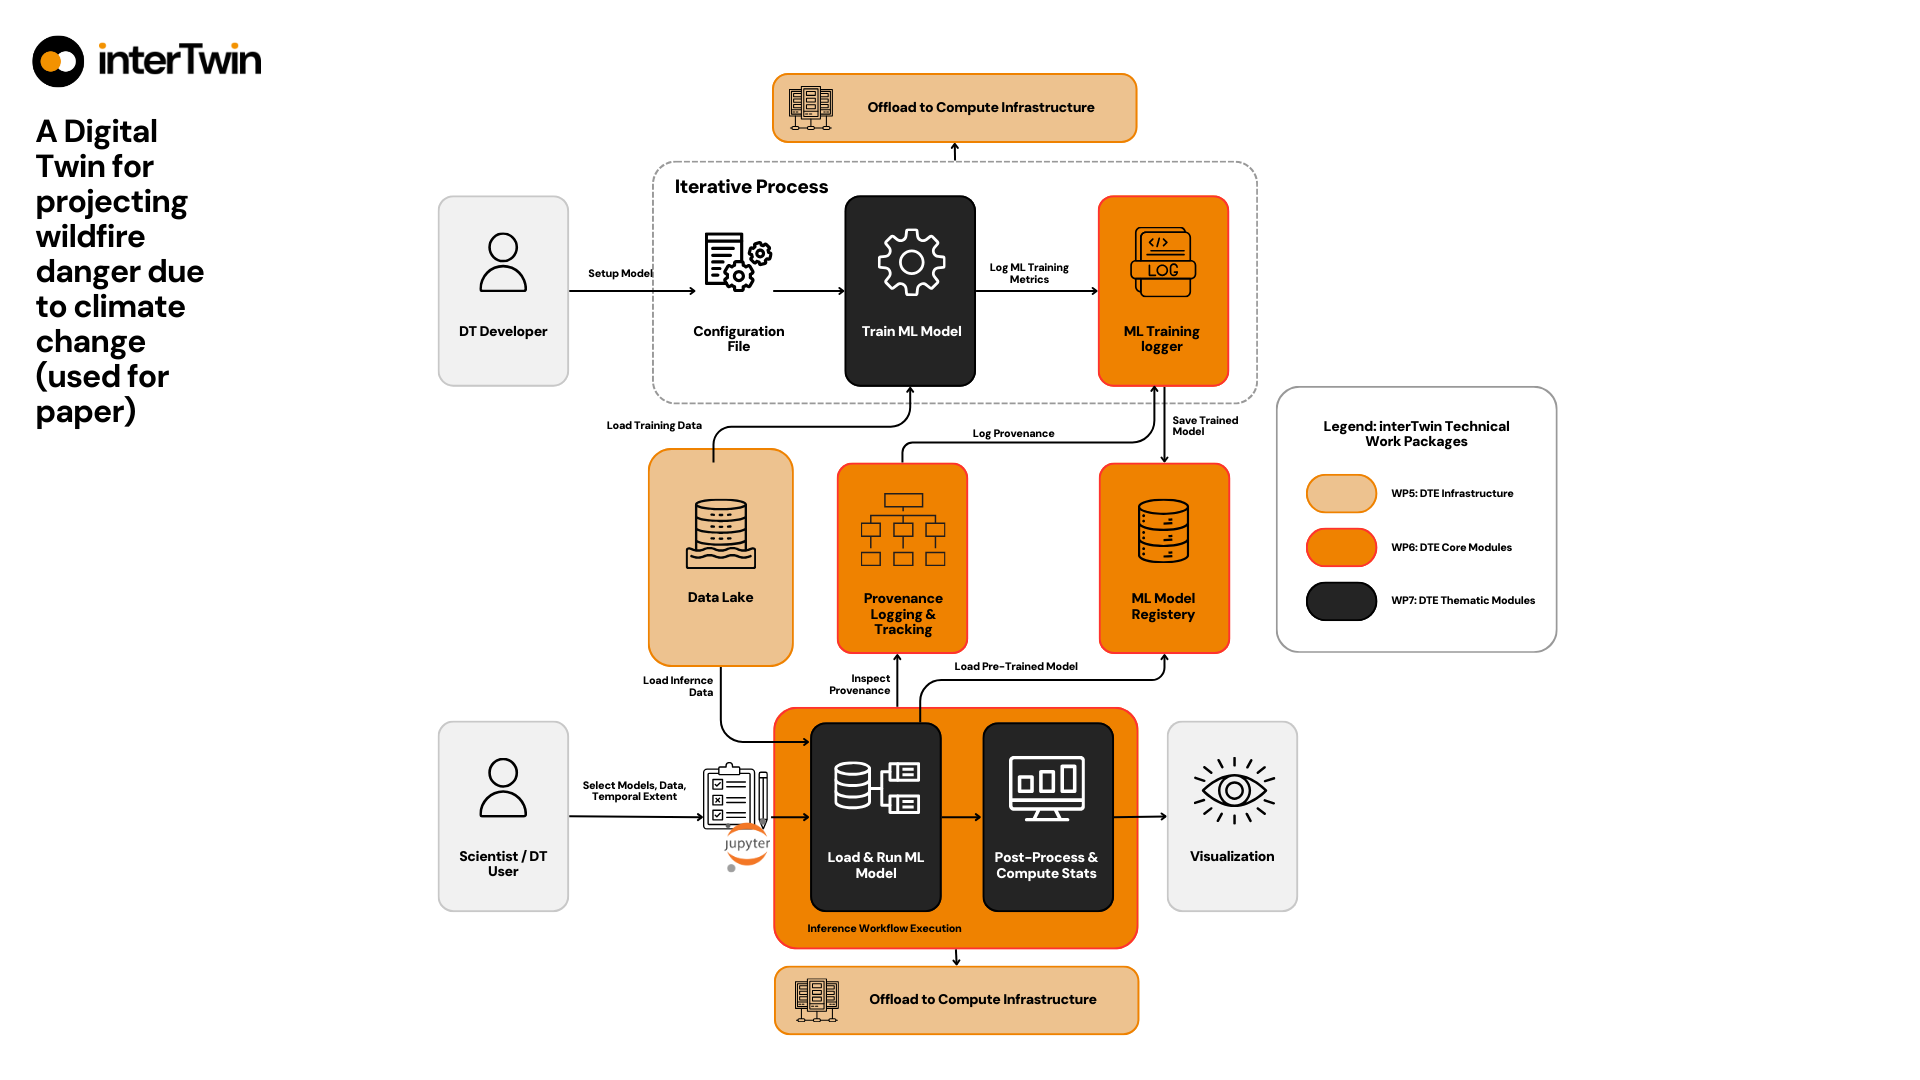 interTwin
A Digital
Twin for
projecting
wildfire
danger due
to climate
change
(used for
paper)
Offload to Compute Infrastructure
Iterative Process
DT Developer
Setup Model
Configuration
File
Train ML Model
Log ML Training
Metrics
</>
LOG
ML Training
logger
Load Training Data
Log Provenance
Save Trained
Model
Data Lake
Provenance
Logging &
Tracking
ML Model
Registery
Legend: interTwin Technical
Work Packages
WP5: DTE Infrastructure
WP6: DTE Core Modules
WP7: DTE Thematic Modules
Load Infernce
Data
Inspect
Provenance
Load Pre-Trained Model
Scientist / DT
User
Select Models, Data,
Temporal Extent
jupyter
Load & Run ML
Model
Post-Process &
Compute Stats
Visualization
Inference Workflow Execution
Offload to Compute Infrastructure